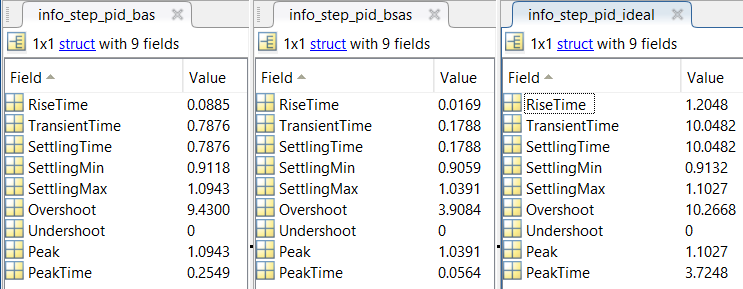 info_step_pid_bas
1x1 struct with 9 fields
Field Value
RiseTime 0.0885
TransientTime 0.7876
SettlingTime 0.7876
SettlingMin 0.9118
SettlingMax 1.0943
Overshoot 9.4300
Undershoot 0
Peak 1.0943
PeakTime 0.2549
info_step_pid_bsas
1x1 struct with 9 fields
Field Value
RiseTime 0.0169
TransientTime 0.1788
SettlingTime 0.1788
SettlingMin 0.9059
SettlingMax 1.0391
Overshoot 3.9084
Undershoot 0
Peak 1.0391
PeakTime 0.0564
info_step_pid_ideal
1x1 struct with 9 fields
Field Value
RiseTime 1.2048
TransientTime 10.0482
SettlingTime 10.0482
SettlingMin 0.9132
SettlingMax 1.1027
Overshoot 10.2668
Undershoot 0
Peak 1.1027
PeakTime 3.7248